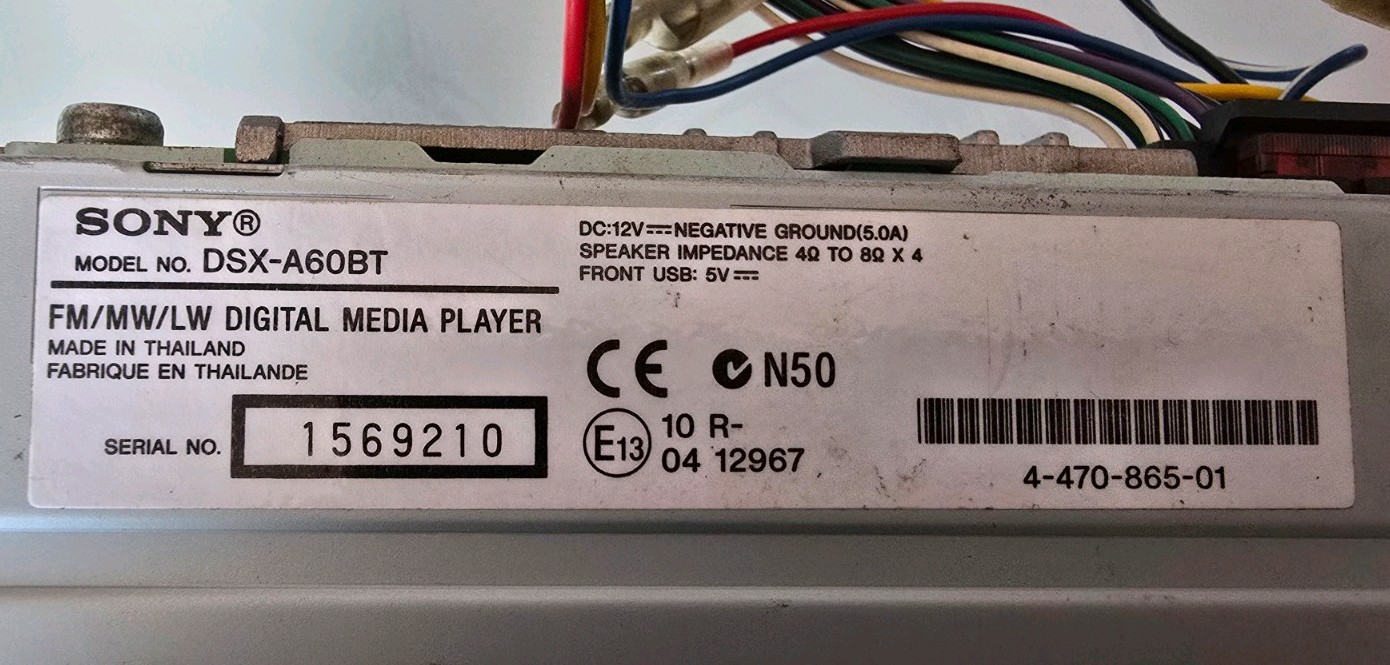 SONY®
MODEL NO. DSX-A60BT
FM/MW/LW DIGITAL MEDIA PLAYER
MADE IN THAILAND
FABRIQUE EN THAILANDE
SERIAL NO. 1569210
DC:12V⎓NEGATIVE GROUND(5.0A)
SPEAKER IMPEDANCE 4Ω TO 8Ω X 4
FRONT USB: 5V⎓
CE N50
E13 10 R-
04 12967
4-470-865-01